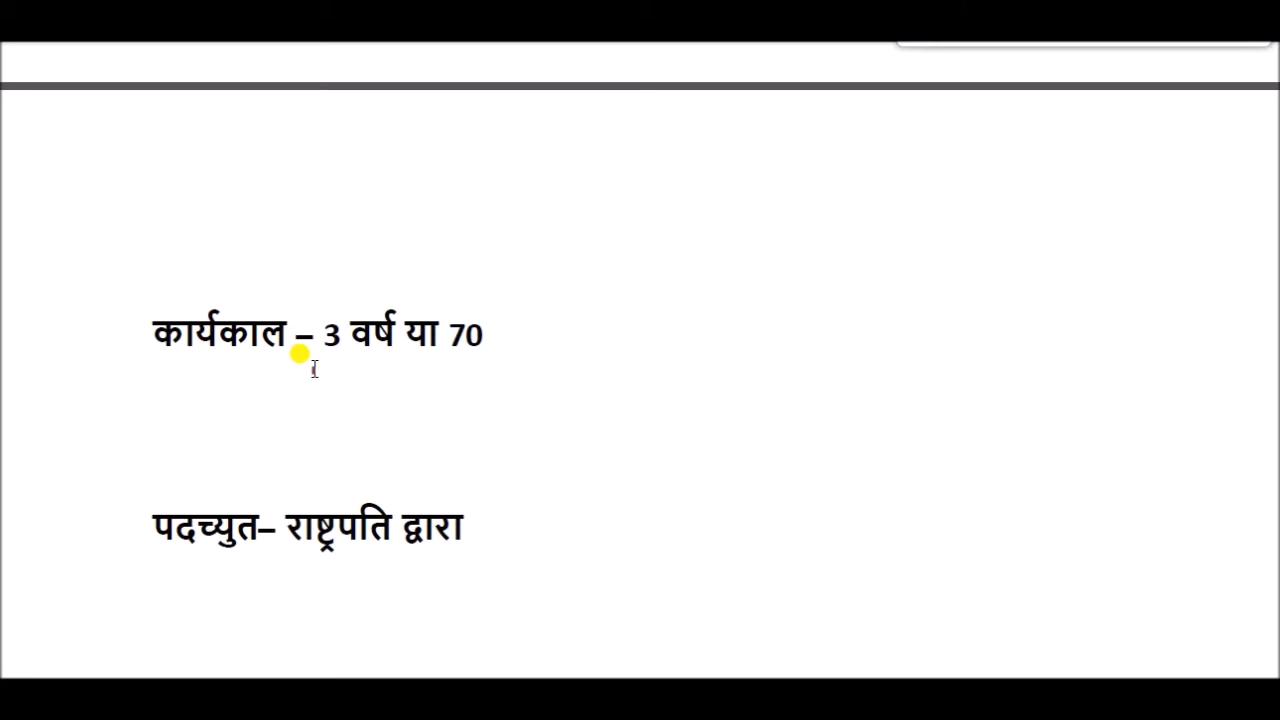 कार्यकाल – 3 वर्ष या 70
पदच्युत– राष्ट्रपति द्वारा